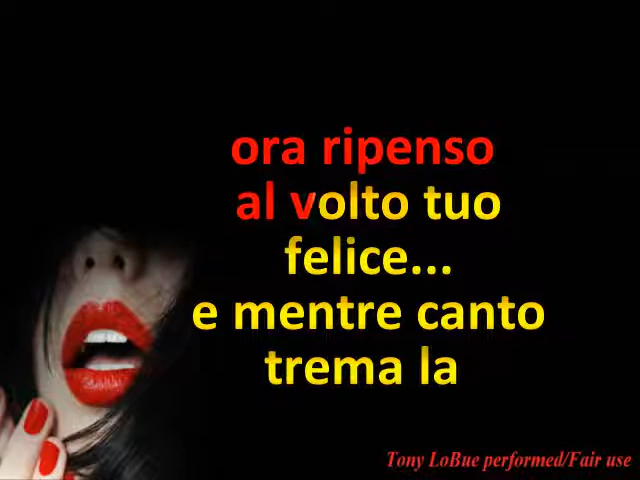 ora ripenso
al volto tuo
felice...
e mentre canto
trema la
Tony LoBue performed/Fair use